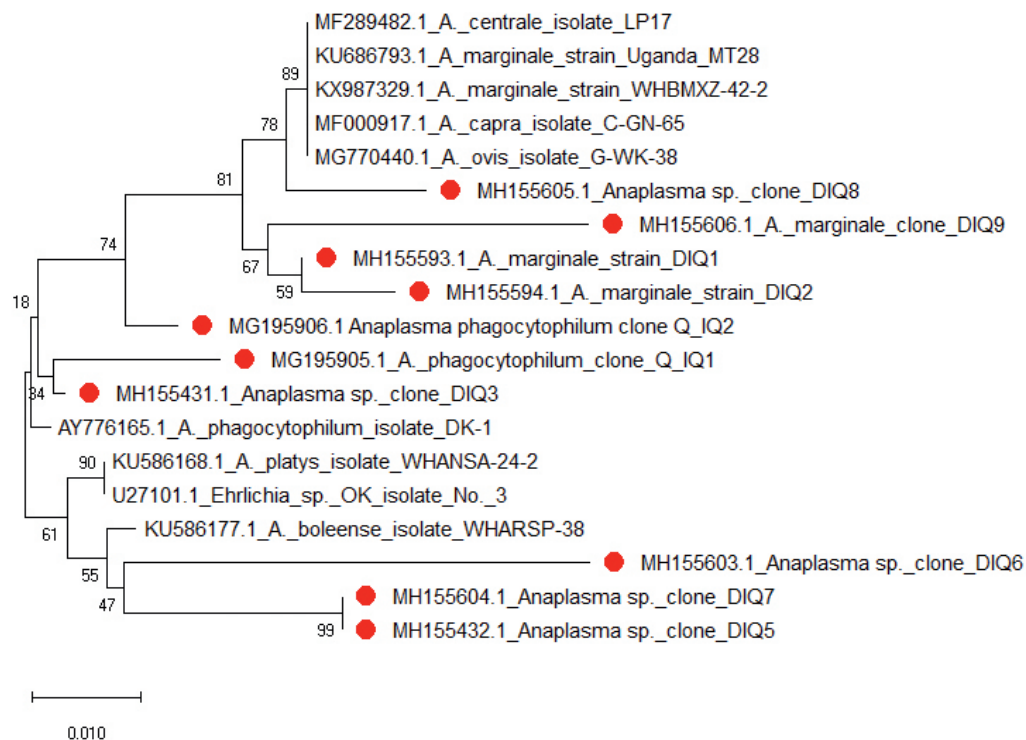 MF289482.1_A._centrale_isolate_LP17
KU686793.1_A_marginale_strain_Uganda_MT28
89
KX987329.1_A._marginale_strain_WHBMXZ-42-2
78
MF000917.1_A._capra_isolate_C-GN-65
MG770440.1_A._ovis_isolate_G-WK-38
81
MH155605.1_Anaplasma sp._clone_DIQ8
MH155606.1_A._marginale_clone_DIQ9
74
MH155593.1_A._marginale_strain_DIQ1
67
59
MH155594.1_A._marginale_strain_DIQ2
18
MG195906.1 Anaplasma phagocytophilum clone Q_IQ2
MG195905.1_A._phagocytophilum_clone_Q_IQ1
34
MH155431.1_Anaplasma sp._clone_DIQ3
AY776165.1_A._phagocytophilum_isolate_DK-1
90
KU586168.1_A._platys_isolate_WHANSA-24-2
U27101.1_Ehrlichia_sp._OK_isolate_No._3
61
KU586177.1_A._boleense_isolate_WHARSP-38
55
MH155603.1_Anaplasma sp._clone_DIQ6
47
MH155604.1_Anaplasma sp._clone_DIQ7
99
MH155432.1_Anaplasma sp._clone_DIQ5
0.010